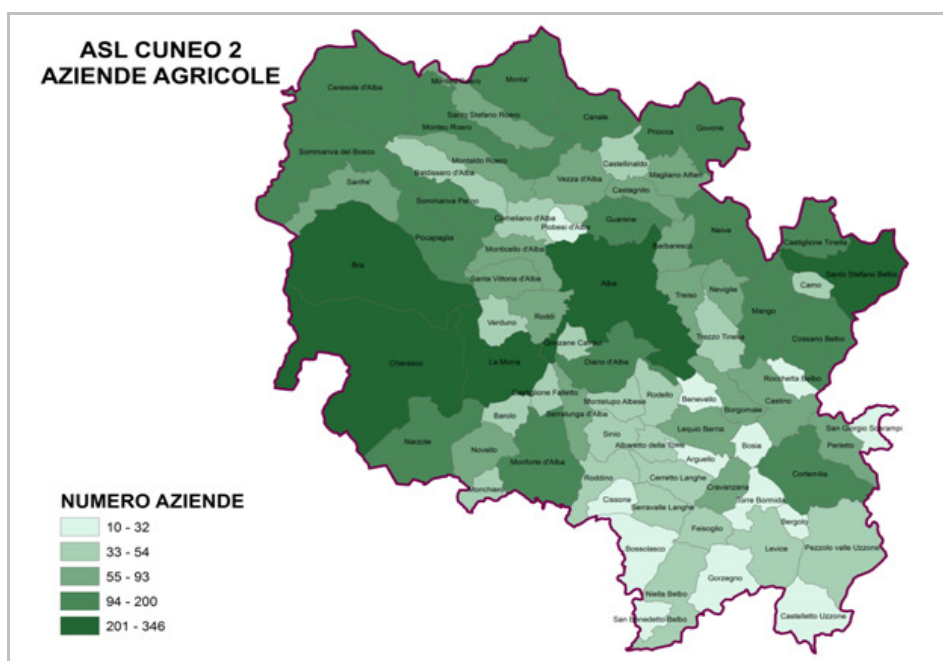 ASL CUNEO 2
AZIENDE AGRICOLE
Monta'
Ceresole d'Alba
Santo Stefano Roero
Canale
Monteu Roero
Priocca
Govone
Sommariva del Bosco
Montaldo Roero
Castellinaldo
Baldissero d'Alba
Vezza d'Alba
Magliano Alfieri
Sanfre'
Castagnito
Sommariva Perno
Corneliano d'Alba
Guarene
Piobesi d'Alba
Neive
Pocapaglia
Monticello d'Alba
Barbaresco
Castiglione Tinella
Bra
Santa Vittoria d'Alba
Alba
Neviglie
Santo Stefano Belbo
Camo
Treiso
Mango
Verduno
Roddi
Trezzo Tinella
Cossano Belbo
Grinzane Cavour
Cherasco
La Morra
Diano d'Alba
Rocchetta Belbo
Castiglione Falletto
Rodello
Benevello
Castino
Montelupo Albese
Borgomale
Barolo
Serralunga d'Alba
San Giorgio Scarampi
Lequio Berria
Narzole
Sinio
Albaretto della Torre
Bosia
Perletto
Novello
Arguello
Monforte d'Alba
Cortemilia
Roddino
Cerretto Langhe
Cravanzana
Monchiero
Cissone
Torre Bormida
Serravalle Langhe
Bergolo
Feisoglio
Bossolasco
Levice
Pezzolo valle Uzzone
Gorzegno
Niella Belbo
San Benedetto Belbo
Castelletto Uzzone
NUMERO AZIENDE
10 - 32
33 - 54
55 - 93
94 - 200
201 - 346